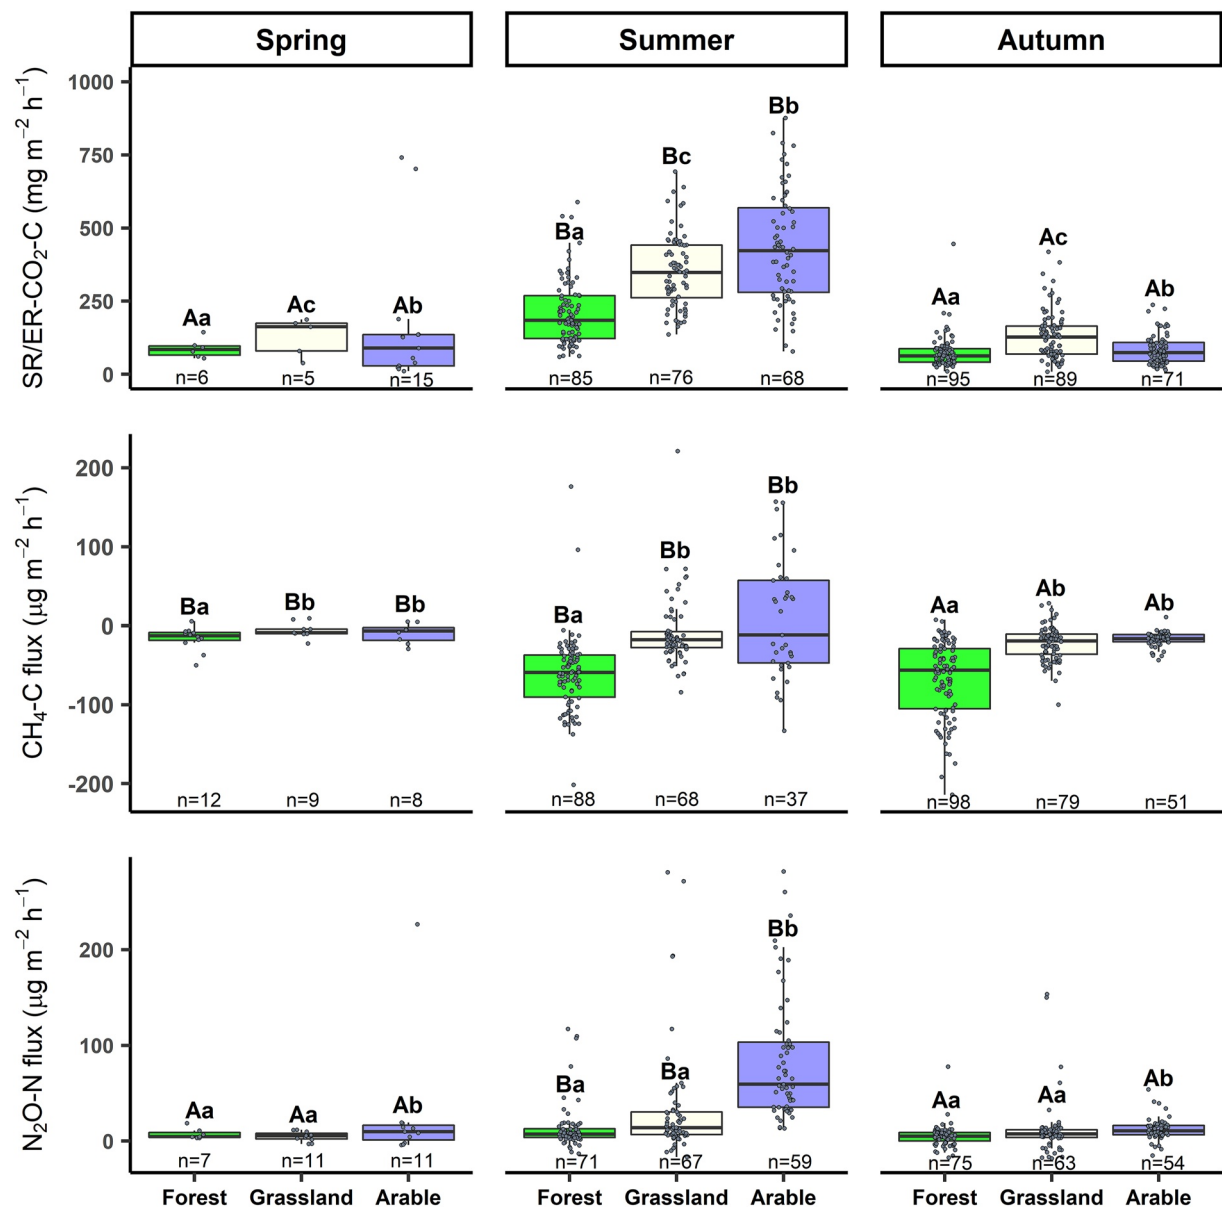 Spring Summer Autumn
SR/ER-CO₂-C (mg m⁻² h⁻¹)
1000
750
500
250
0
Aa Ac Ab
n=6 n=5 n=15
Ba Bc Bb
n=85 n=76 n=68
Aa Ac Ab
n=95 n=89 n=71
CH₄-C flux (µg m⁻² h⁻¹)
200
100
0
-100
-200
Ba Bb Bb
n=12 n=9 n=8
Ba Bb Bb
n=88 n=68 n=37
Aa Ab Ab
n=98 n=79 n=51
N₂O-N flux (µg m⁻² h⁻¹)
200
100
0
Aa Aa Ab
n=7 n=11 n=11
Ba Ba Bb
n=71 n=67 n=59
Aa Aa Ab
n=75 n=63 n=54
Forest Grassland Arable
Forest Grassland Arable
Forest Grassland Arable